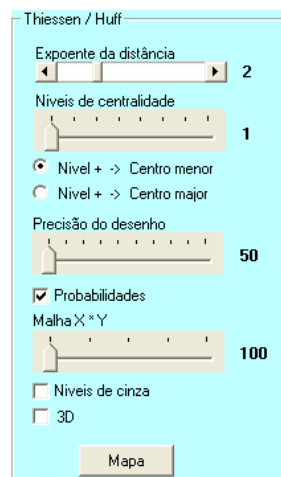 Thiessen / Huff
Expoente da distância
2
Niveis de centralidade
1
Nivel + -> Centro menor
Nivel + -> Centro major
Precisão do desenho
50
Probabilidades
Malha X * Y
100
Niveis de cinza
3D
Mapa